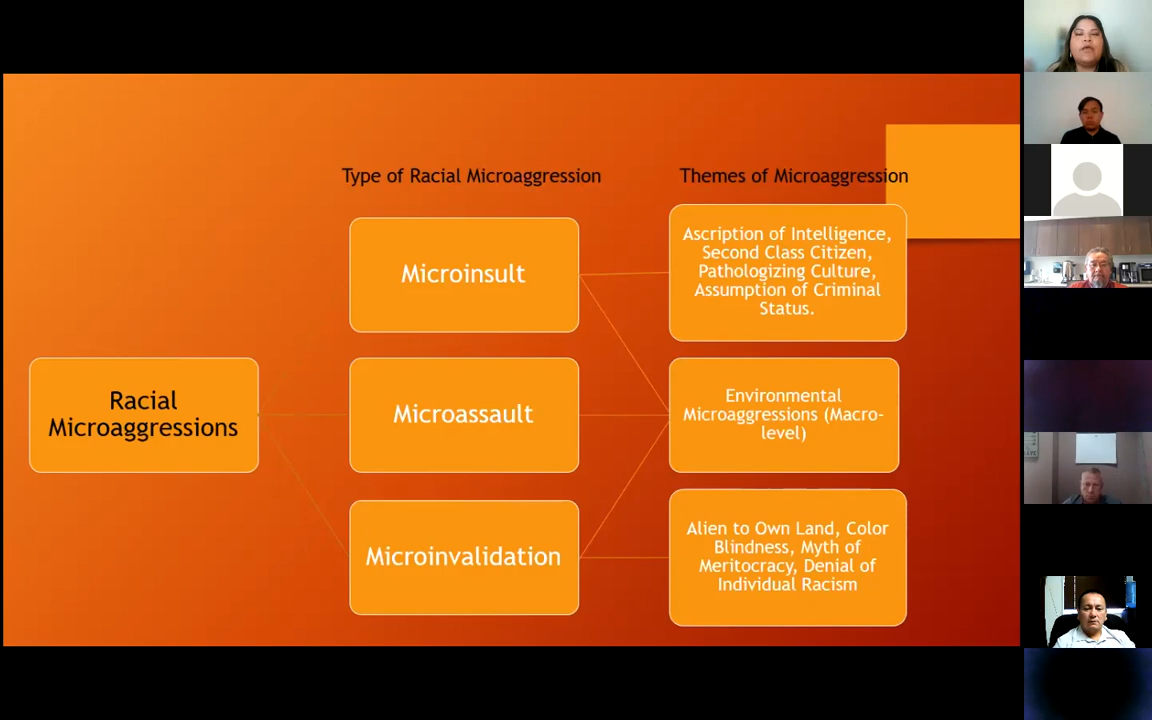 Type of Racial Microaggression
Themes of Microaggression
Racial
Microaggressions
Microinsult
Ascription of Intelligence,
Second Class Citizen,
Pathologizing Culture,
Assumption of Criminal
Status.
Microassault
Environmental
Microaggressions (Macro-
level)
Microinvalidation
Alien to Own Land, Color
Blindness, Myth of
Meritocracy, Denial of
Individual Racism